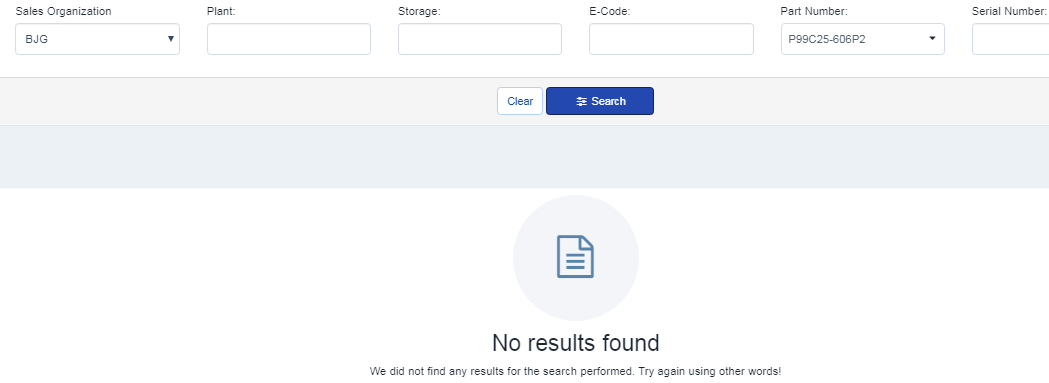 Sales Organization Plant: Storage: E-Code: Part Number: Serial Number:
BJG P99C25-606P2
Clear Search
No results found
We did not find any results for the search performed. Try again using other words!